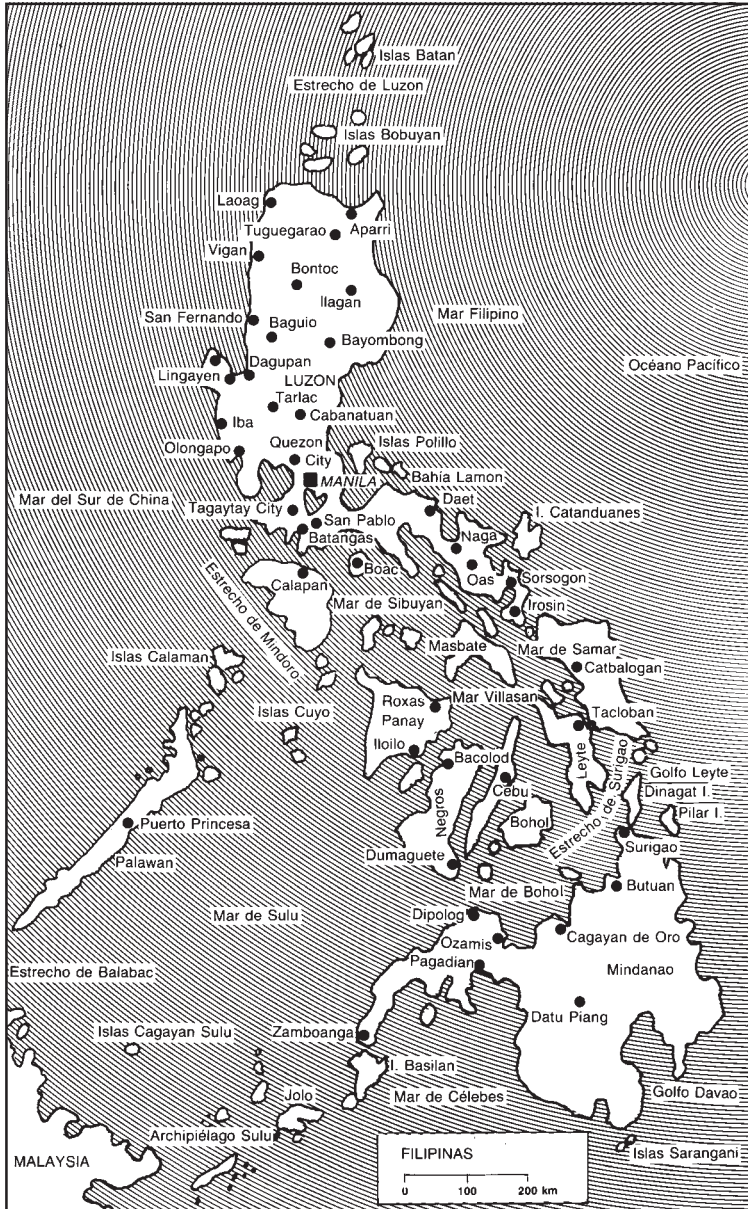 Islas Batan
Estrecho de Luzon
Islas Bobuyan
Laoag
Tuguegarao
Aparri
Vigan
Bontoc
Ilagan
San Fernando
Baguio
Mar Filipino
Bayombong
Océano Pacífico
Dagupan
Lingayen
LUZON
Tarlac
Iba
Cabanatuan
Olongapo
Quezon
City
Islas Polillo
MANILA
Bahía Lamon
Mar del Sur de China
Daet
Tagaytay City
San Pablo
I. Catanduanes
Batangas
Naga
Boac
Oas
Calapan
Sorsogon
Estrecho de Mindoro
Mar de Sibuyan
Irosin
Masbate
Mar de Samar
Islas Calaman
Catbalogan
Roxas
Mar Villasan
Islas Cuyo
Panay
Tacloban
Iloilo
Bacolod
Leyte
Cebu
Golfo Leyte
Dinagat I.
Negros
Bohol
Estrecho de Surigao
Pilar I.
Puerto Princesa
Surigao
Palawan
Dumaguete
Butuan
Mar de Bohol
Mar de Sulu
Dipolog
Ozamis
Cagayan de Oro
Pagadian
Mindanao
Estrecho de Balabac
Datu Piang
Islas Cagayan Sulu
Zamboanga
I. Basilan
Jolo
Mar de Célebes
Golfo Davao
Archipiélago Sulu
MALAYSIA
FILIPINAS
Islas Sarangani
0 100 200 km